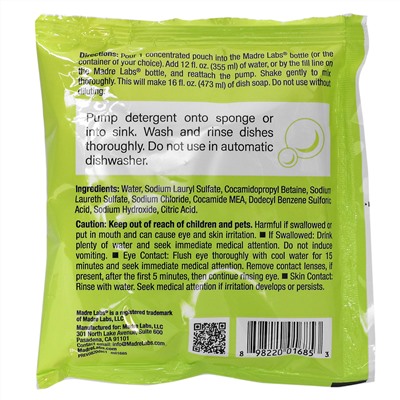 Directions: Pour 1 concentrated pouch into the Madre Labs® bottle (or the
container of your choice). Add 12 fl. oz. (355 ml) of water, or by the fill line
on the Madre Labs® bottle, and reattach the pump. Shake gently to mix
thoroughly. This will make 16 fl. oz. (473 ml) of dish soap. Do not use without
diluting.
Pump detergent onto sponge or
into sink. Wash and rinse dishes
thoroughly. Do not use in automatic
dishwasher.
Ingredients: Water, Sodium Lauryl Sulfate, Cocamidopropyl Betaine, Sodium
Laureth Sulfate, Sodium Chloride, Cocamide MEA, Dodecyl Benzene Sulfonic
Acid, Sodium Hydroxide, Citric Acid.
Caution: Keep out of reach of children and pets. Harmful if swallowed or
put in mouth and can cause eye and skin irritation. ■ If Swallowed: Drink
plenty of water and seek immediate medical attention. Do not induce
vomiting. ■ Eye Contact: Flush eye thoroughly with cool water for 15
minutes and seek immediate medical attention. Remove contact lenses, if
present, after the first 5 minutes, then continue rinsing eye. ■ Skin Contact:
Rinse with water. Seek medical attention if irritation develops or persists.
Madre Labs® is a registered trademark
of Madre Labs, LLC
Manufactured for: Madre Labs, LLC
301 North Lake Avenue, Suite 600
Pasadena, CA 91101
Contact: info@MadreLabs.com
8 98220 01685 3